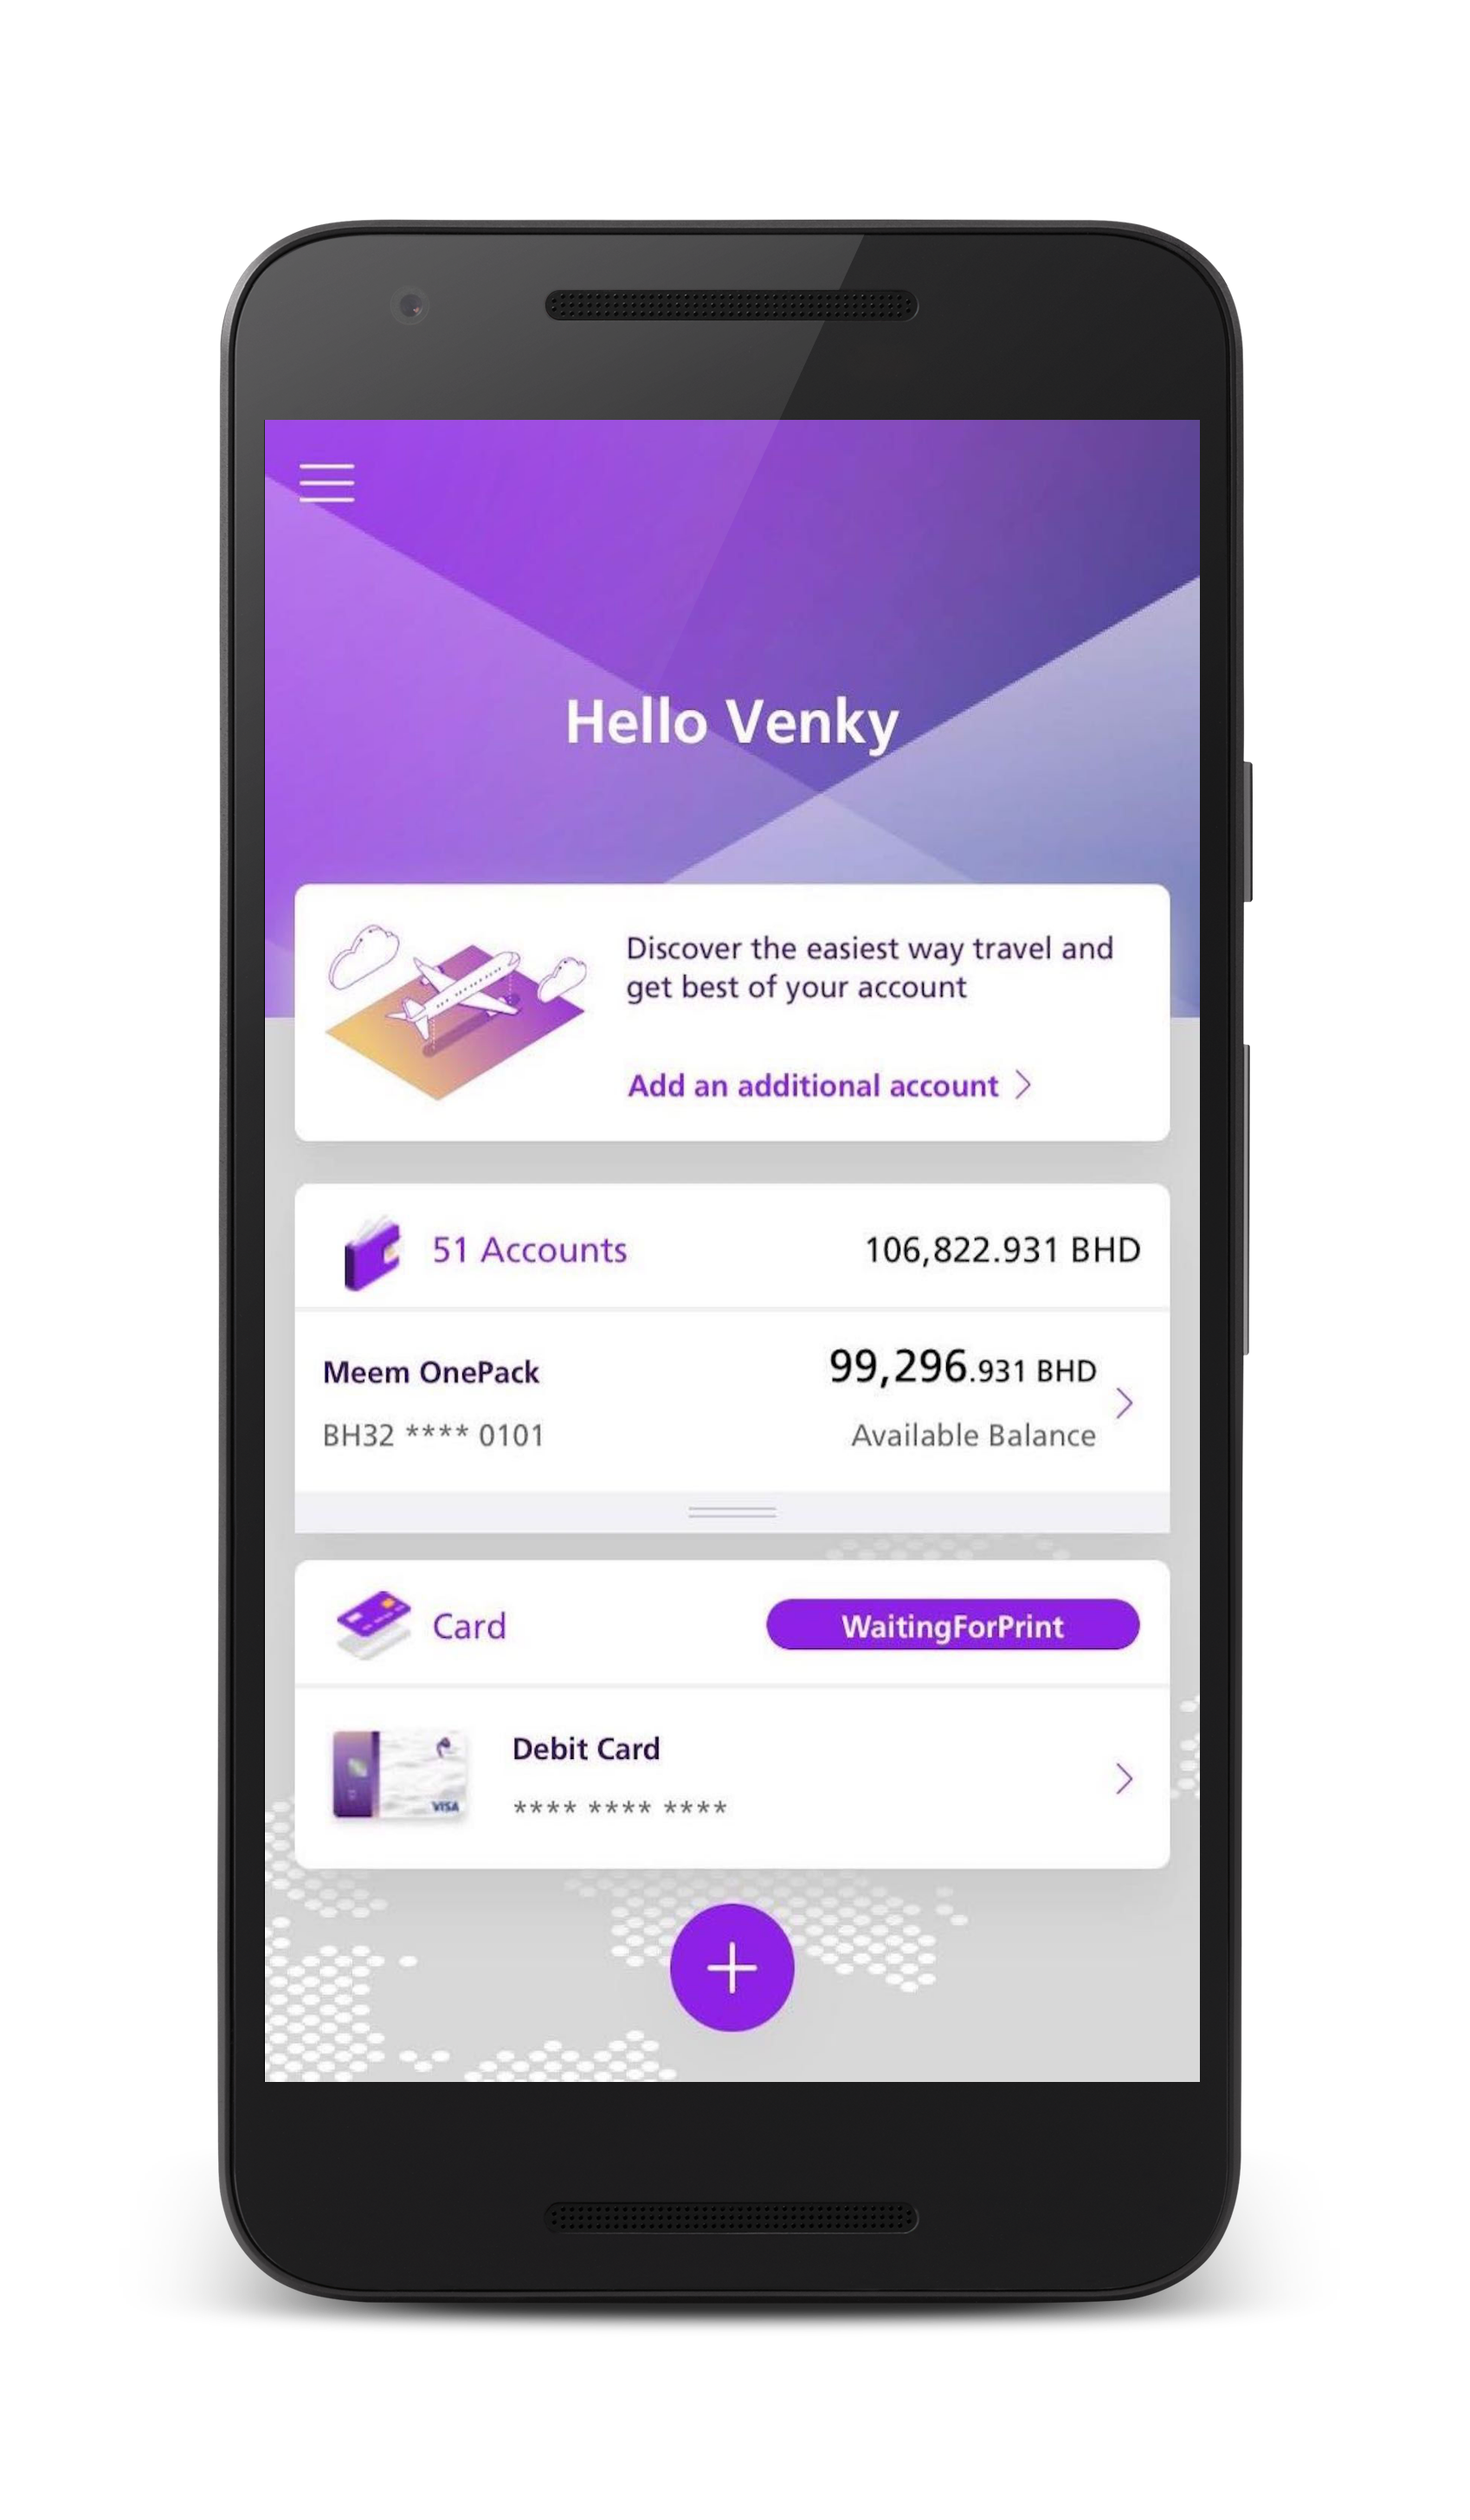 Hello Venky
Discover the easiest way travel and
get best of your account
Add an additional account
51 Accounts
106,822.931 BHD
Meem OnePack
99,296.931 BHD
BH32 **** 0101
Available Balance
Card
WaitingForPrint
Debit Card
**** **** ****
VISA